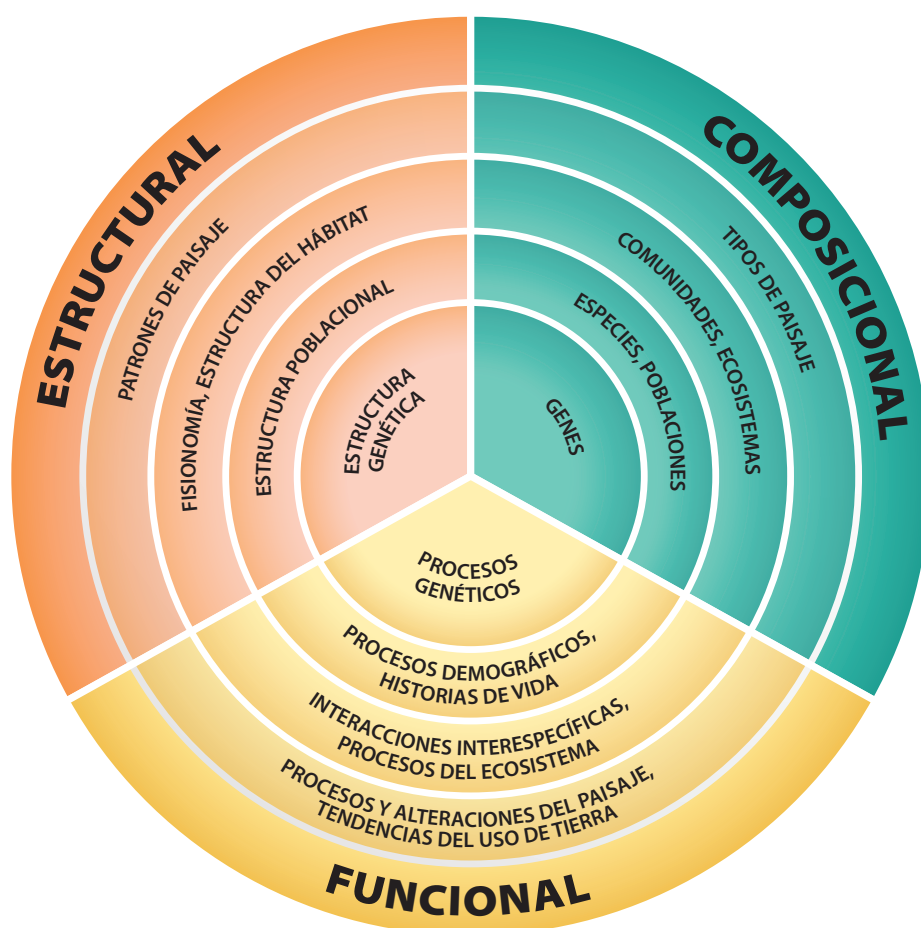 ESTRUCTURAL
PATRONES DE PAISAJE
FISIONOMÍA, ESTRUCTURA DEL HÁBITAT
ESTRUCTURA POBLACIONAL
ESTRUCTURA
GENÉTICA
COMPOSICIONAL
TIPOS DE PAISAJE
COMUNIDADES, ECOSISTEMAS
ESPECIES, POBLACIONES
GENES
PROCESOS
GENÉTICOS
PROCESOS DEMOGRÁFICOS,
HISTORIAS DE VIDA
INTERACCIONES INTERESPECÍFICAS,
PROCESOS DEL ECOSISTEMA
PROCESOS Y ALTERACIONES DEL PAISAJE,
TENDENCIAS DEL USO DE TIERRA
FUNCIONAL